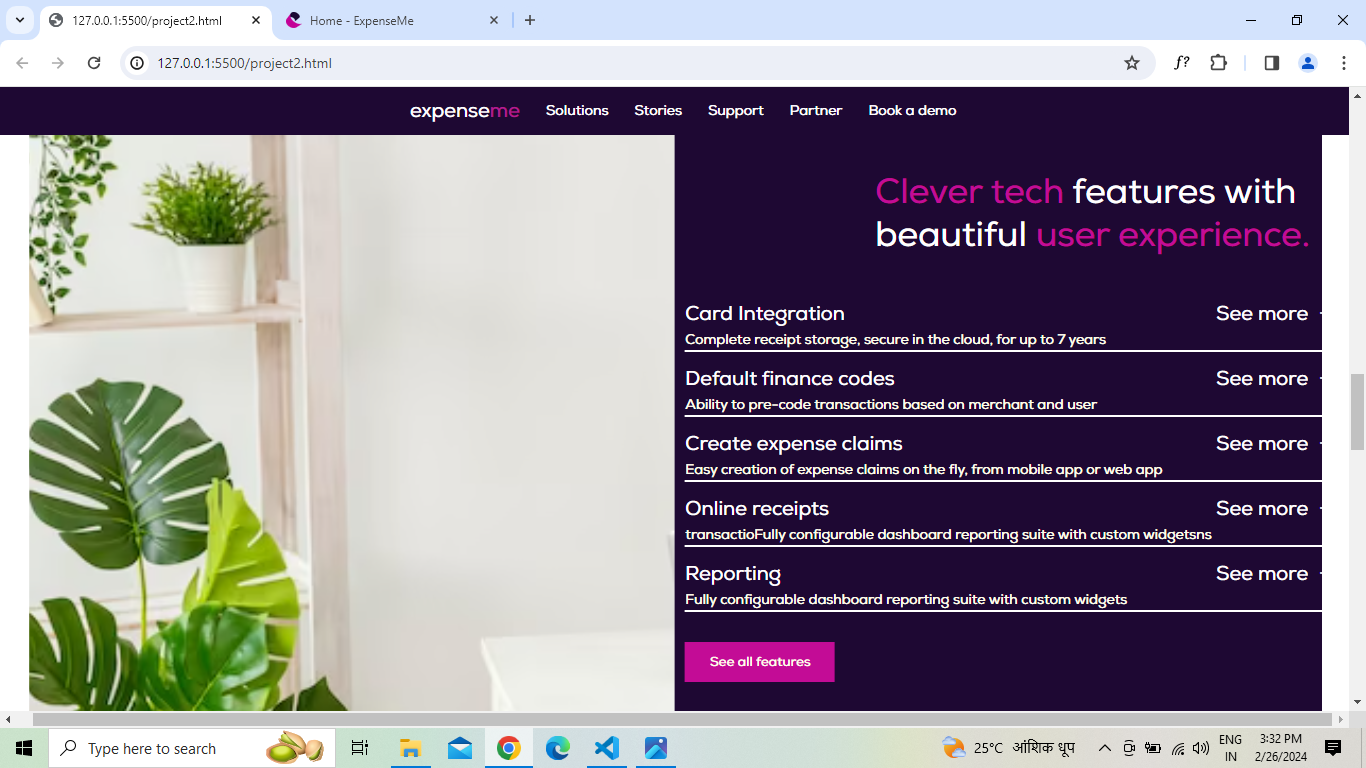 127.0.0.1:5500/project2.html
Home - ExpenseMe
127.0.0.1:5500/project2.html
f?
expenseme Solutions Stories Support Partner Book a demo
Clever tech features with
beautiful user experience.
Card Integration See more
Complete receipt storage, secure in the cloud, for up to 7 years
Default finance codes See more
Ability to pre-code transactions based on merchant and user
Create expense claims See more
Easy creation of expense claims on the fly, from mobile app or web app
Online receipts See more
transactioFully configurable dashboard reporting suite with custom widgetsns
Reporting See more
Fully configurable dashboard reporting suite with custom widgets
See all features
Type here to search
25°C आंशिक धूप
ENG
IN
3:32 PM
2/26/2024